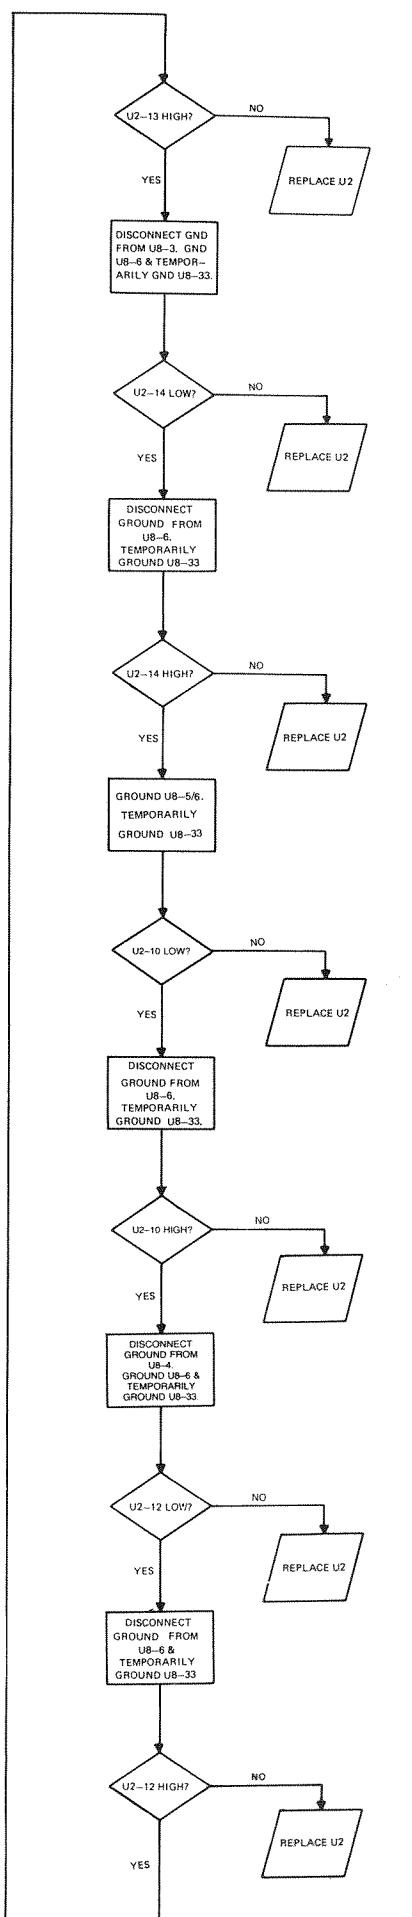 U2–13 HIGH?
NO
REPLACE U2
YES
DISCONNECT GND
FROM U8–3. GND
U8–6 & TEMPOR–
ARILY GND U8–33.
U2–14 LOW?
NO
REPLACE U2
YES
DISCONNECT
GROUND FROM
U8–6.
TEMPORARILY
GROUND U8–33
U2–14 HIGH?
NO
REPLACE U2
YES
GROUND U8–5/6.
TEMPORARILY
GROUND U8–33
U2–10 LOW?
NO
REPLACE U2
YES
DISCONNECT
GROUND FROM
U8–6.
TEMPORARILY
GROUND U8–33.
U2–10 HIGH?
NO
REPLACE U2
YES
DISCONNECT
GROUND FROM
U8–4.
GROUND U8–6 &
TEMPORARILY
GROUND U8–33.
U2–12 LOW?
NO
REPLACE U2
YES
DISCONNECT
GROUND FROM
U8–6 &
TEMPORARILY
GROUND U8–33
U2–12 HIGH?
NO
REPLACE U2
YES